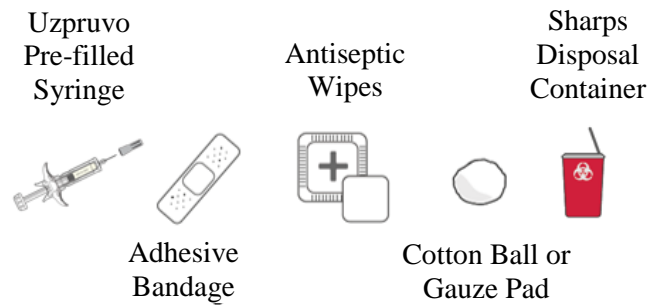 Uzpruvo
Pre-filled
Syringe
Antiseptic
Wipes
Sharps
Disposal
Container
Adhesive
Bandage
Cotton Ball or
Gauze Pad